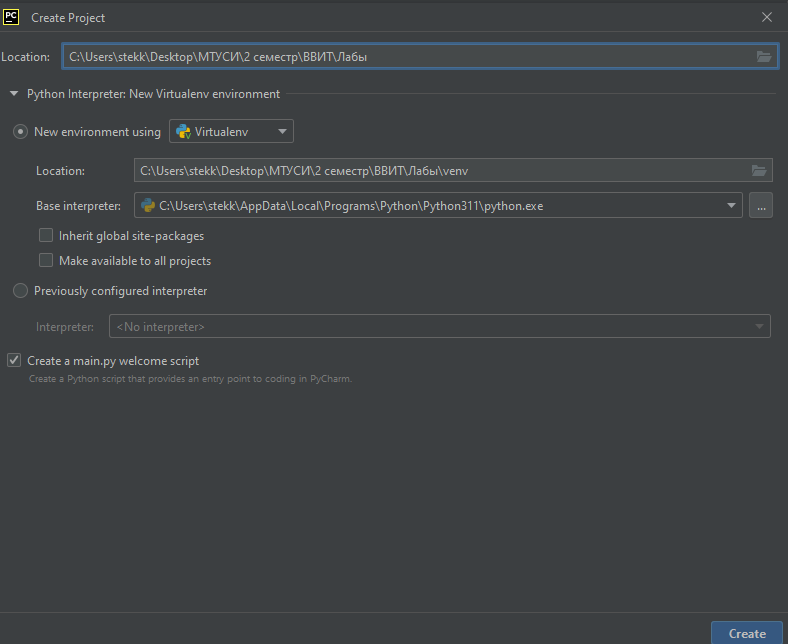 PC Create Project
Location: C:\Users\stekk\Desktop\МТУСИ\2 семестр\ВВИТ\Лабы
Python Interpreter: New Virtualenv environment
New environment using Virtualenv
Location: C:\Users\stekk\Desktop\МТУСИ\2 семестр\ВВИТ\Лабы\venv
Base interpreter: C:\Users\stekk\AppData\Local\Programs\Python\Python311\python.exe ...
Inherit global site-packages
Make available to all projects
Previously configured interpreter
Interpreter: <No interpreter>
Create a main.py welcome script
Create a Python script that provides an entry point to coding in PyCharm.
Create